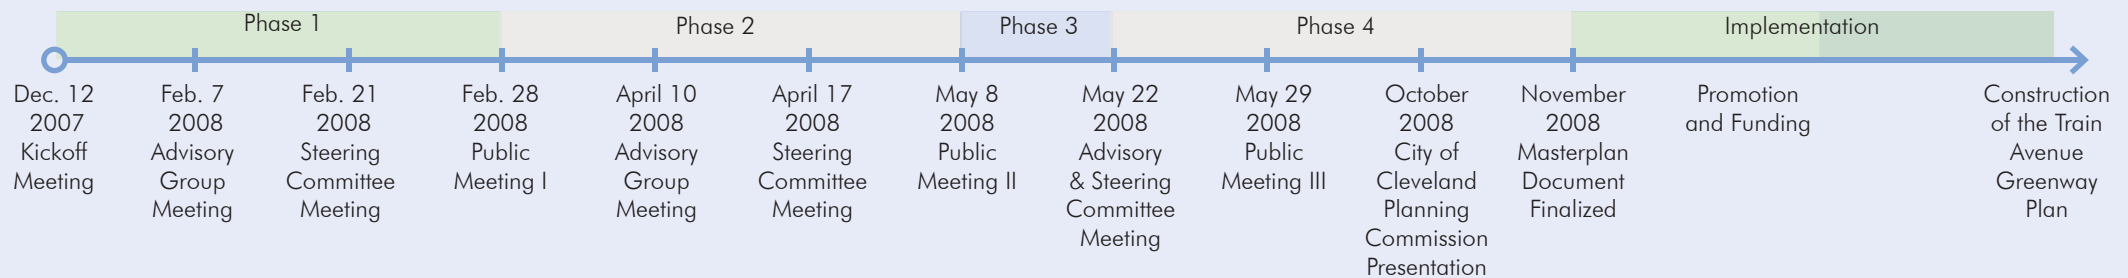 Phase 1
Phase 2
Phase 3
Phase 4
Implementation
Dec. 12
2007
Kickoff
Meeting
Feb. 7
2008
Advisory
Group
Meeting
Feb. 21
2008
Steering
Committee
Meeting
Feb. 28
2008
Public
Meeting I
April 10
2008
Advisory
Group
Meeting
April 17
2008
Steering
Committee
Meeting
May 8
2008
Public
Meeting II
May 22
2008
Advisory
& Steering
Committee
Meeting
May 29
2008
Public
Meeting III
October
2008
City of
Cleveland
Planning
Commission
Presentation
November
2008
Masterplan
Document
Finalized
Promotion
and Funding
Construction
of the Train
Avenue
Greenway
Plan